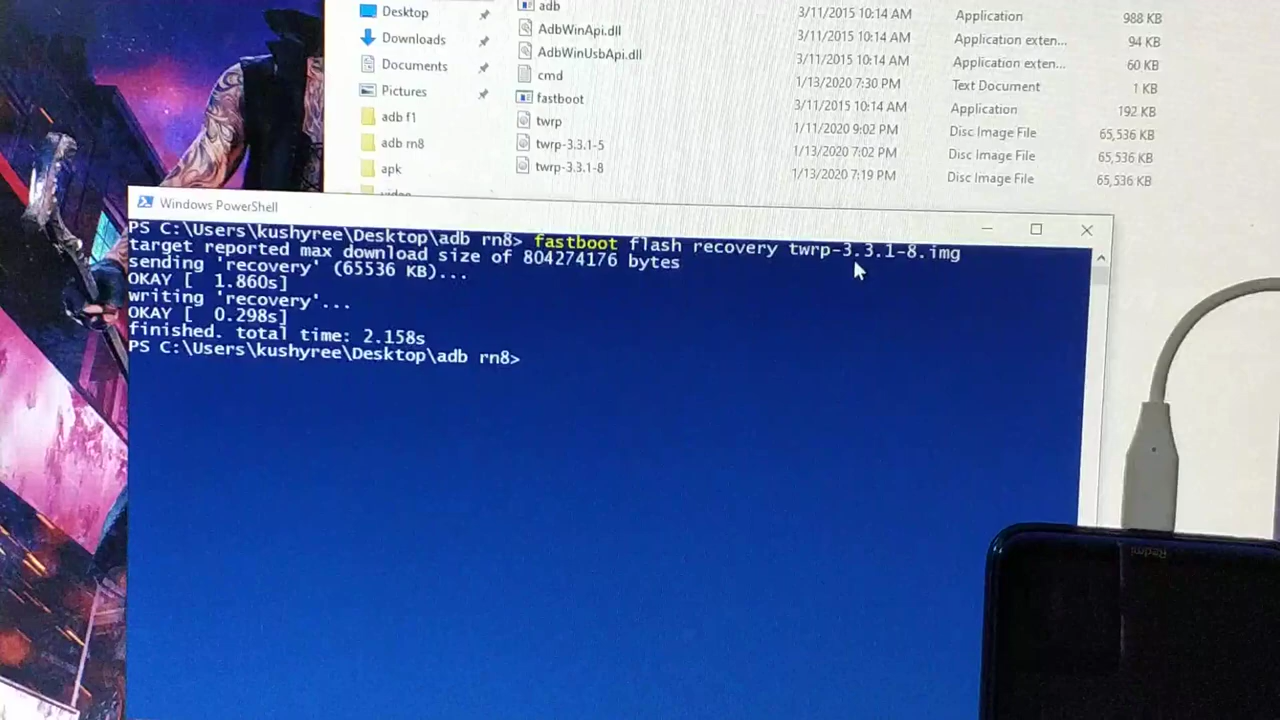 Desktop
adb
3/11/2015 10:14 AM
Application
988 KB
Downloads
AdbWinApi.dll
3/11/2015 10:14 AM
Application exten...
94 KB
Documents
AdbWinUsbApi.dll
3/11/2015 10:14 AM
Application exten...
60 KB
Pictures
cmd
1/13/2020 7:30 PM
Text Document
1 KB
adb f1
fastboot
3/11/2015 10:14 AM
Application
192 KB
adb rn8
twrp
1/11/2020 9:02 PM
Disc Image File
65,536 KB
apk
twrp-3.3.1-5
1/13/2020 7:02 PM
Disc Image File
65,536 KB
video
twrp-3.3.1-8
1/13/2020 7:19 PM
Disc Image File
65,536 KB
Windows PowerShell
PS C:\Users\kushyree\Desktop\adb rn8> fastboot flash recovery twrp-3.3.1-8.img
target reported max download size of 804274176 bytes
sending 'recovery' (65536 KB)...
OKAY [  1.860s]
writing 'recovery'...
OKAY [  0.298s]
finished. total time: 2.158s
PS C:\Users\kushyree\Desktop\adb rn8>
Redmi